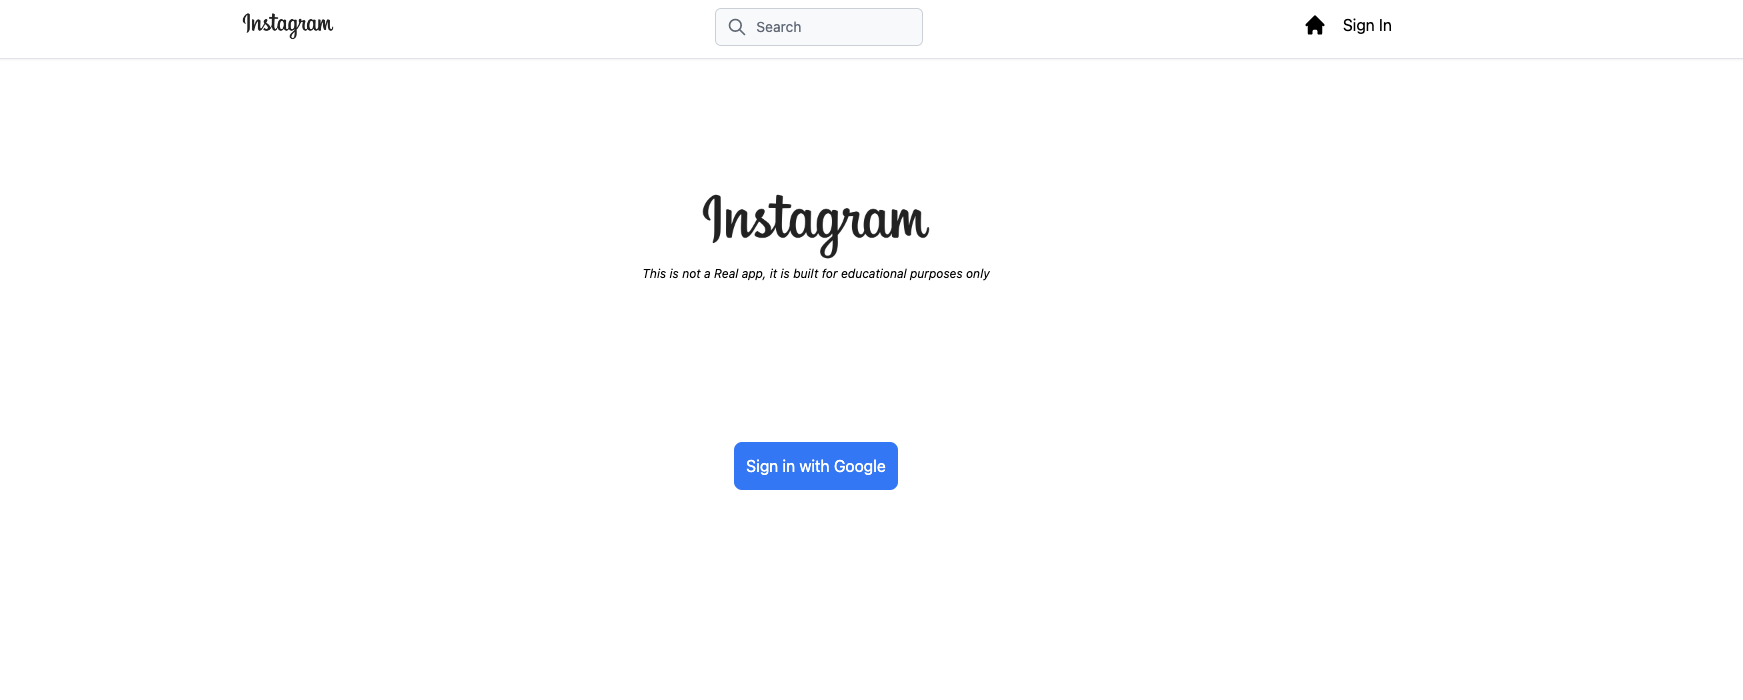 Instagram
Search
Sign In
Instagram
This is not a Real app, it is built for educational purposes only
Sign in with Google